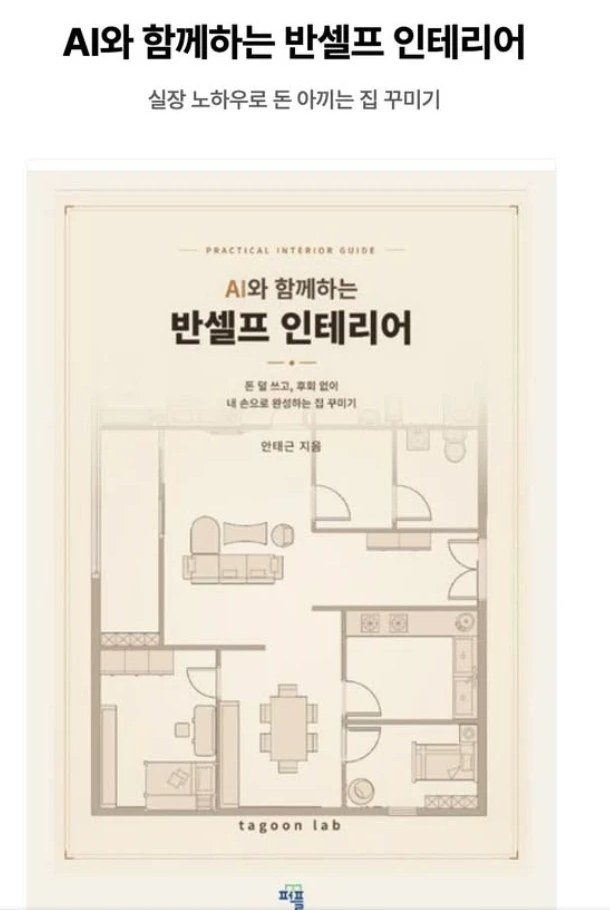 AI와 함께하는 반셀프 인테리어
실장 노하우로 돈 아끼는 집 꾸미기
PRACTICAL INTERIOR GUIDE
AI와 함께하는
반셀프 인테리어
돈 덜 쓰고, 후회 없이
내 손으로 완성하는 집 꾸미기
안태근 지음
tagoon lab
퍼플